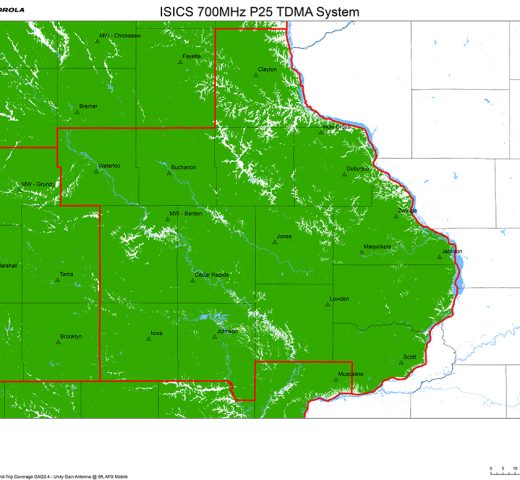 OROLA
ISICS 700MHz P25 TDMA System
MW - Chickasaw
Fayette
Clayton
Bremer
Dubuque
Waterloo
Buchanon
MW - Grundy
MW - Benton
Jones
Maquoketa
Jackson
Marshall
Tama
Cedar Rapids
Lowden
Brooklyn
Iowa
Johnson
Scott
Muscatine
nd-Trip Coverage DAQ3.4 - Unity Gain-Antenna @ 5ft, APX Mobile
0 5 10